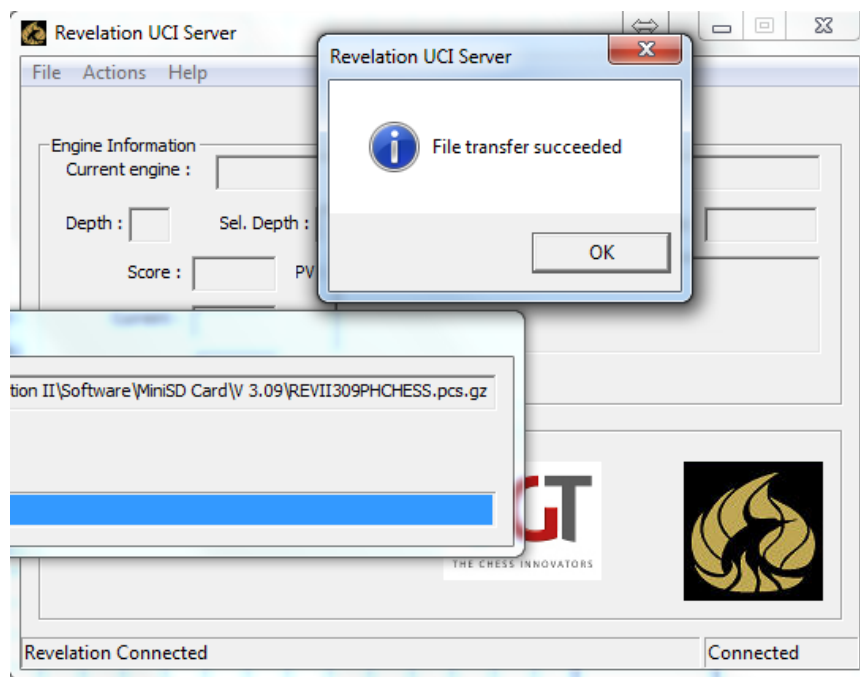 Revelation UCI Server
File Actions Help
Revelation UCI Server
File transfer succeeded
OK
Engine Information
Current engine :
Depth :
Sel. Depth :
Score :
PV
tion II\Software\MiniSD Card\V 3.09\REVII309PHCHESS.pcs.gz
GT
THE CHESS INNOVATORS
Revelation Connected
Connected